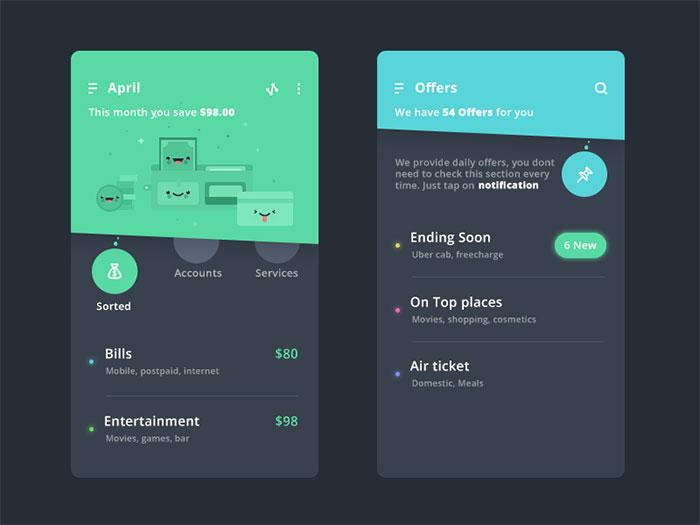 April
This month you save $98.00
Accounts
Services
Sorted
Bills
$80
Mobile, postpaid, internet
Entertainment
$98
Movies, games, bar
Offers
We have 54 Offers for you
We provide daily offers, you dont
need to check this section every
time. Just tap on notification
Ending Soon
6 New
Uber cab, freecharge
On Top places
Movies, shopping, cosmetics
Air ticket
Domestic, Meals